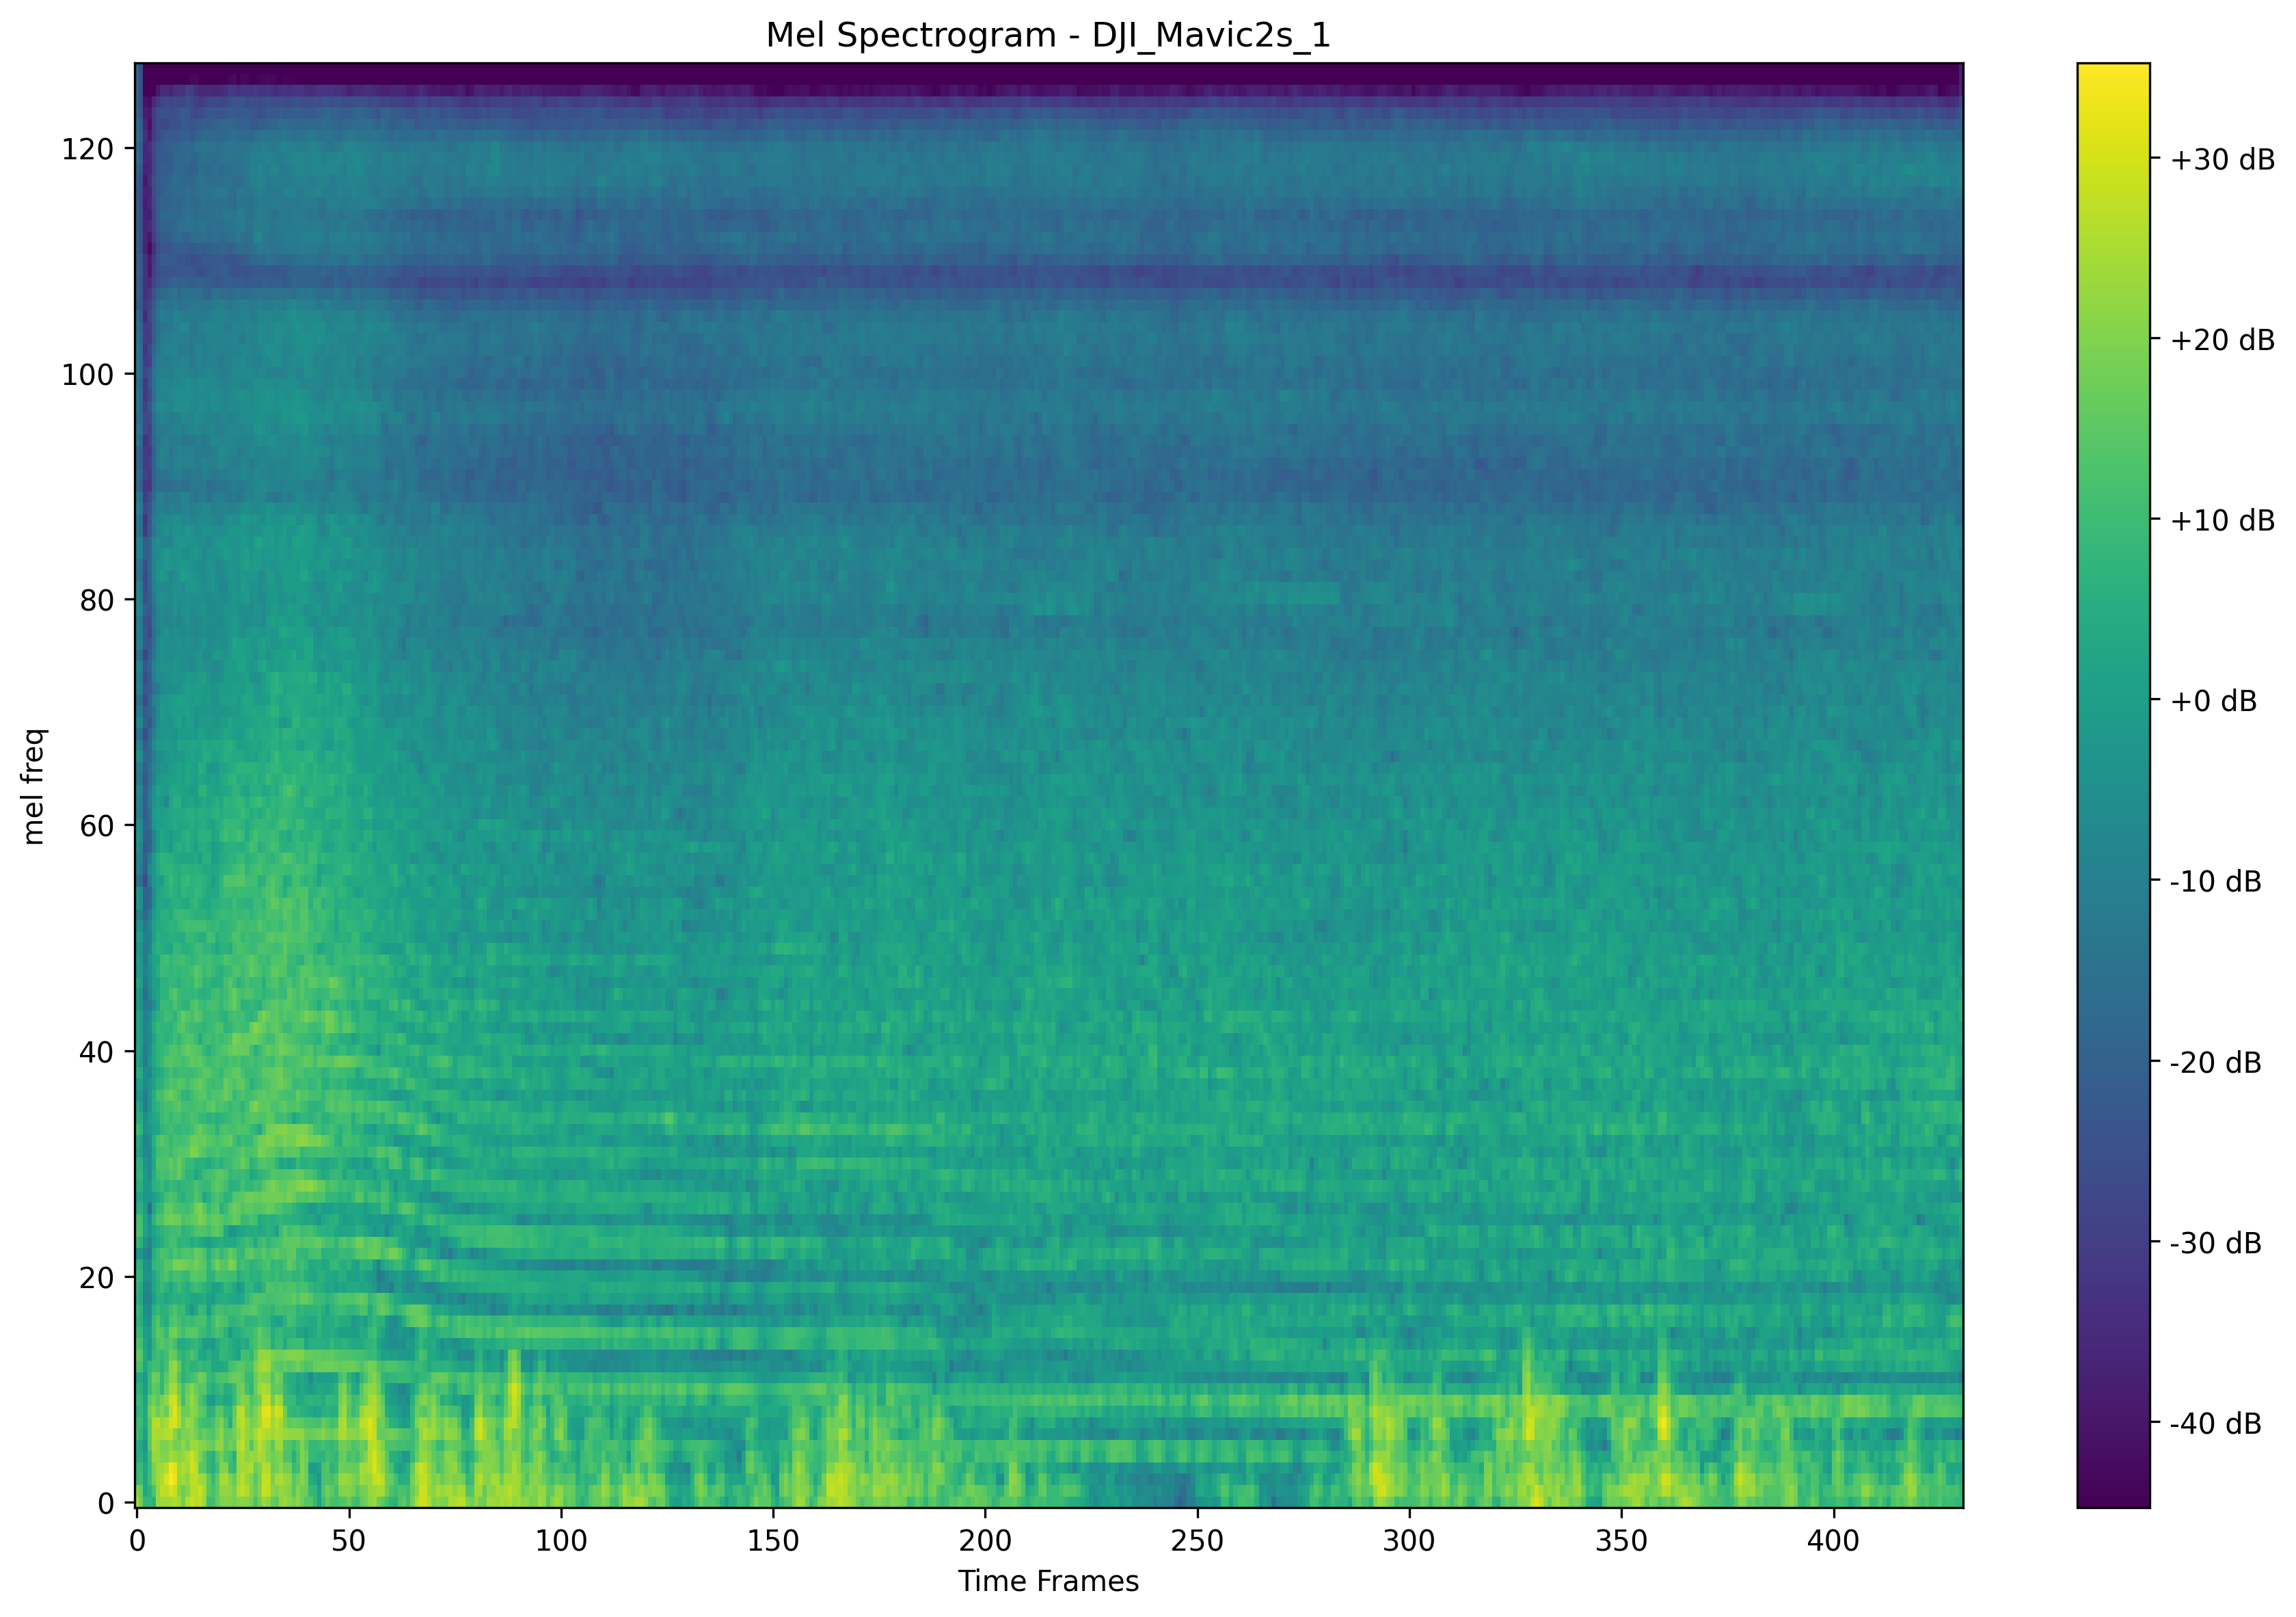 Mel Spectrogram - DJI_Mavic2s_1
120
100
80
60
40
20
0
mel freq
0 50 100 150 200 250 300 350 400
Time Frames
+30 dB
+20 dB
+10 dB
+0 dB
-10 dB
-20 dB
-30 dB
-40 dB